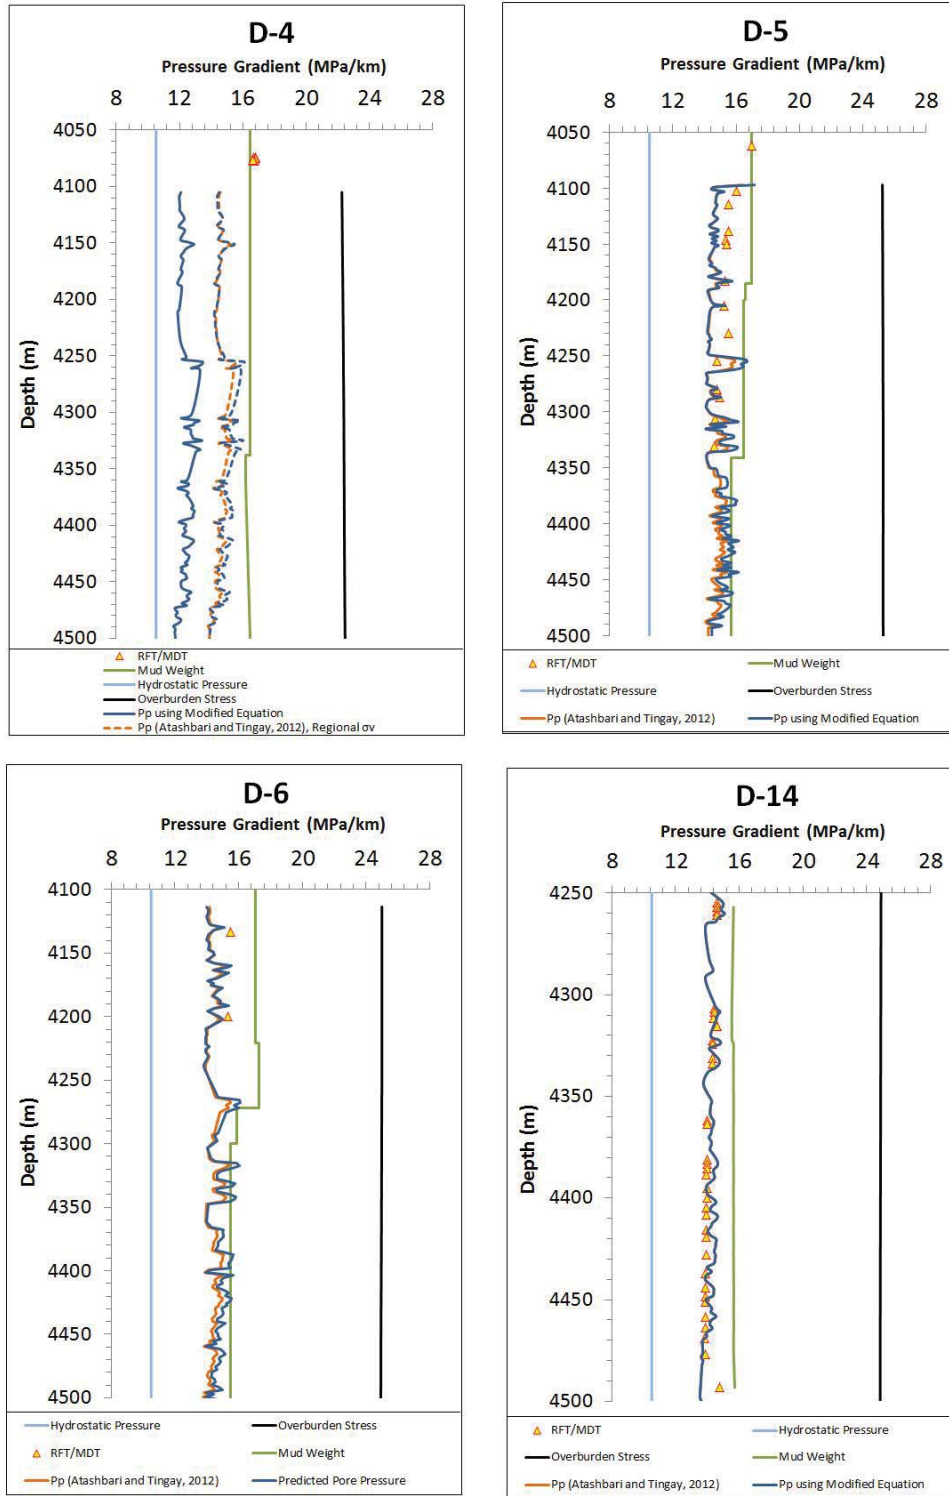 D-4
Pressure Gradient (MPa/km)
8 12 16 20 24 28
4050
4100
4150
4200
4250
4300
4350
4400
4450
4500
Depth (m)
RFT/MDT
Mud Weight
Hydrostatic Pressure
Overburden Stress
Pp using Modified Equation
Pp (Atashbari and Tingay, 2012), Regional σv
D-5
Pressure Gradient (MPa/km)
8 12 16 20 24 28
4050
4100
4150
4200
4250
4300
4350
4400
4450
4500
Depth (m)
RFT/MDT Mud Weight
Hydrostatic Pressure Overburden Stress
Pp (Atashbari and Tingay, 2012) Pp using Modified Equation
D-6
Pressure Gradient (MPa/km)
8 12 16 20 24 28
4100
4150
4200
4250
4300
4350
4400
4450
4500
Depth (m)
Hydrostatic Pressure Overburden Stress
RFT/MDT Mud Weight
Pp (Atashbari and Tingay, 2012) Predicted Pore Pressure
D-14
Pressure Gradient (MPa/km)
8 12 16 20 24 28
4250
4300
4350
4400
4450
4500
Depth (m)
RFT/MDT Hydrostatic Pressure
Overburden Stress Mud Weight
Pp (Atashbari and Tingay, 2012) Pp using Modified Equation